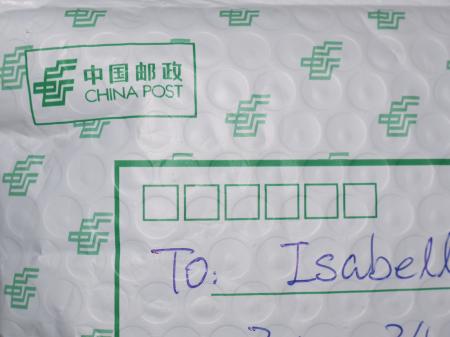 中国邮政
CHINA POST
To: Isabell